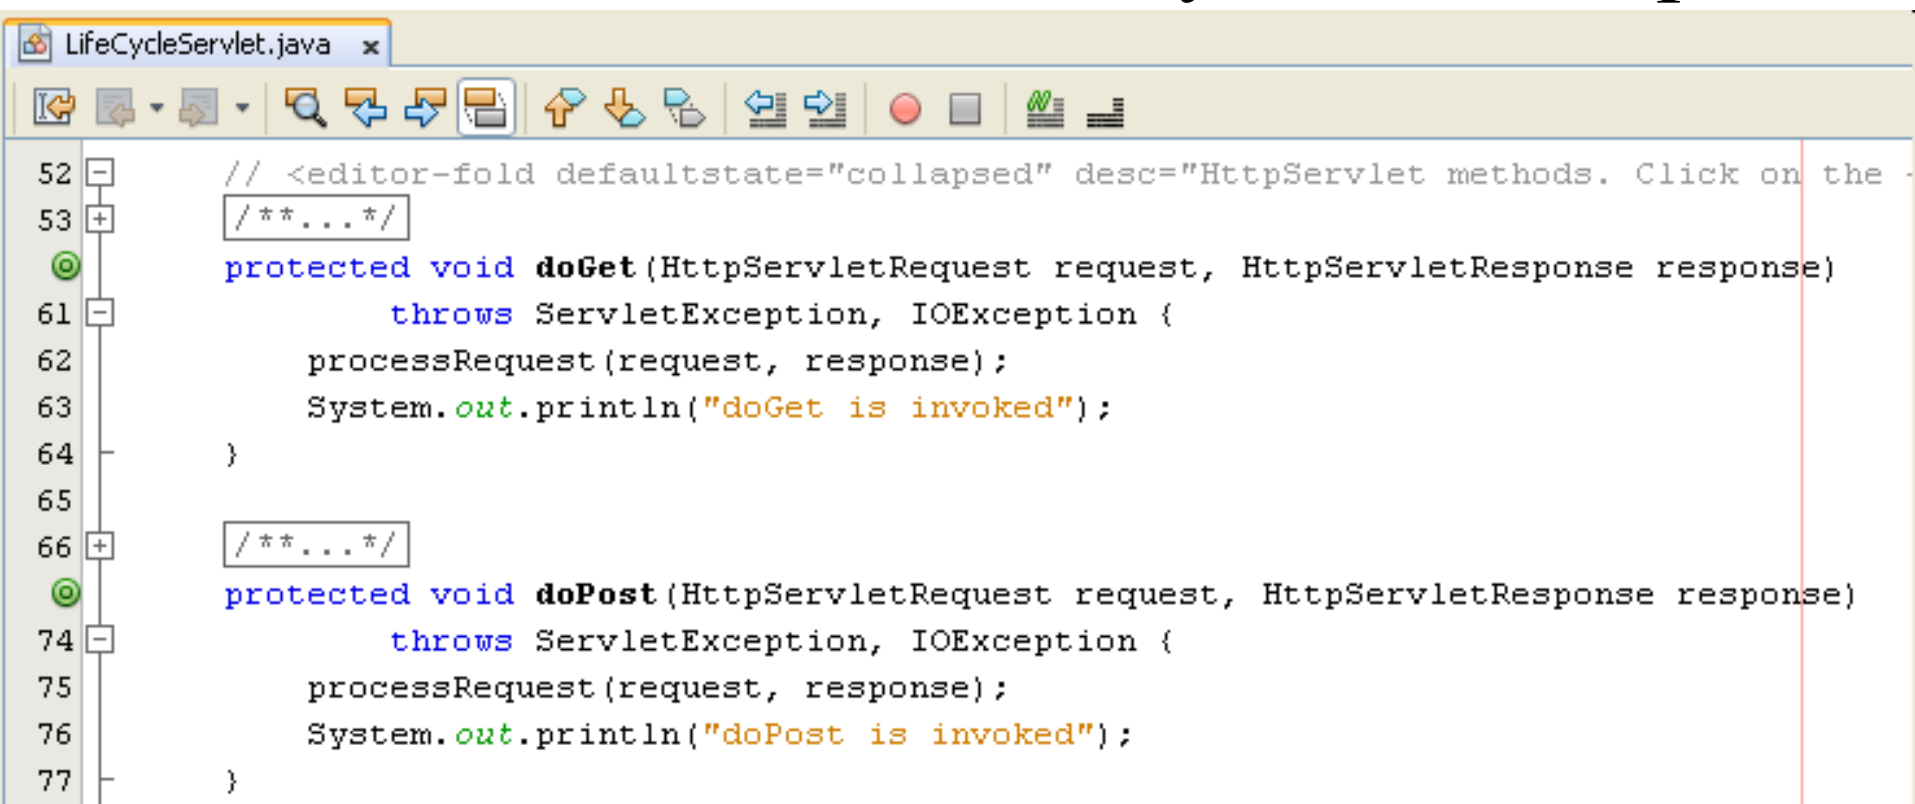 LifeCycleServlet.java x
52 // <editor-fold defaultstate="collapsed" desc="HttpServlet methods. Click on the
53 /**...*/
protected void doGet(HttpServletRequest request, HttpServletResponse response)
61 throws ServletException, IOException {
62 processRequest(request, response);
63 System.out.println("doGet is invoked");
64 }
65
66 /**...*/
protected void doPost(HttpServletRequest request, HttpServletResponse response)
74 throws ServletException, IOException {
75 processRequest(request, response);
76 System.out.println("doPost is invoked");
77 }